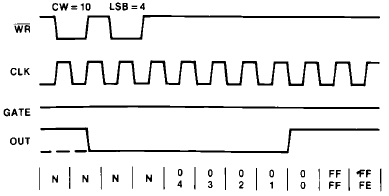 CW = 10 LSB = 4
WR
CLK
GATE
OUT
N N N N 0 0 0 0 0 FF FF
4 3 2 1 0 FF FE